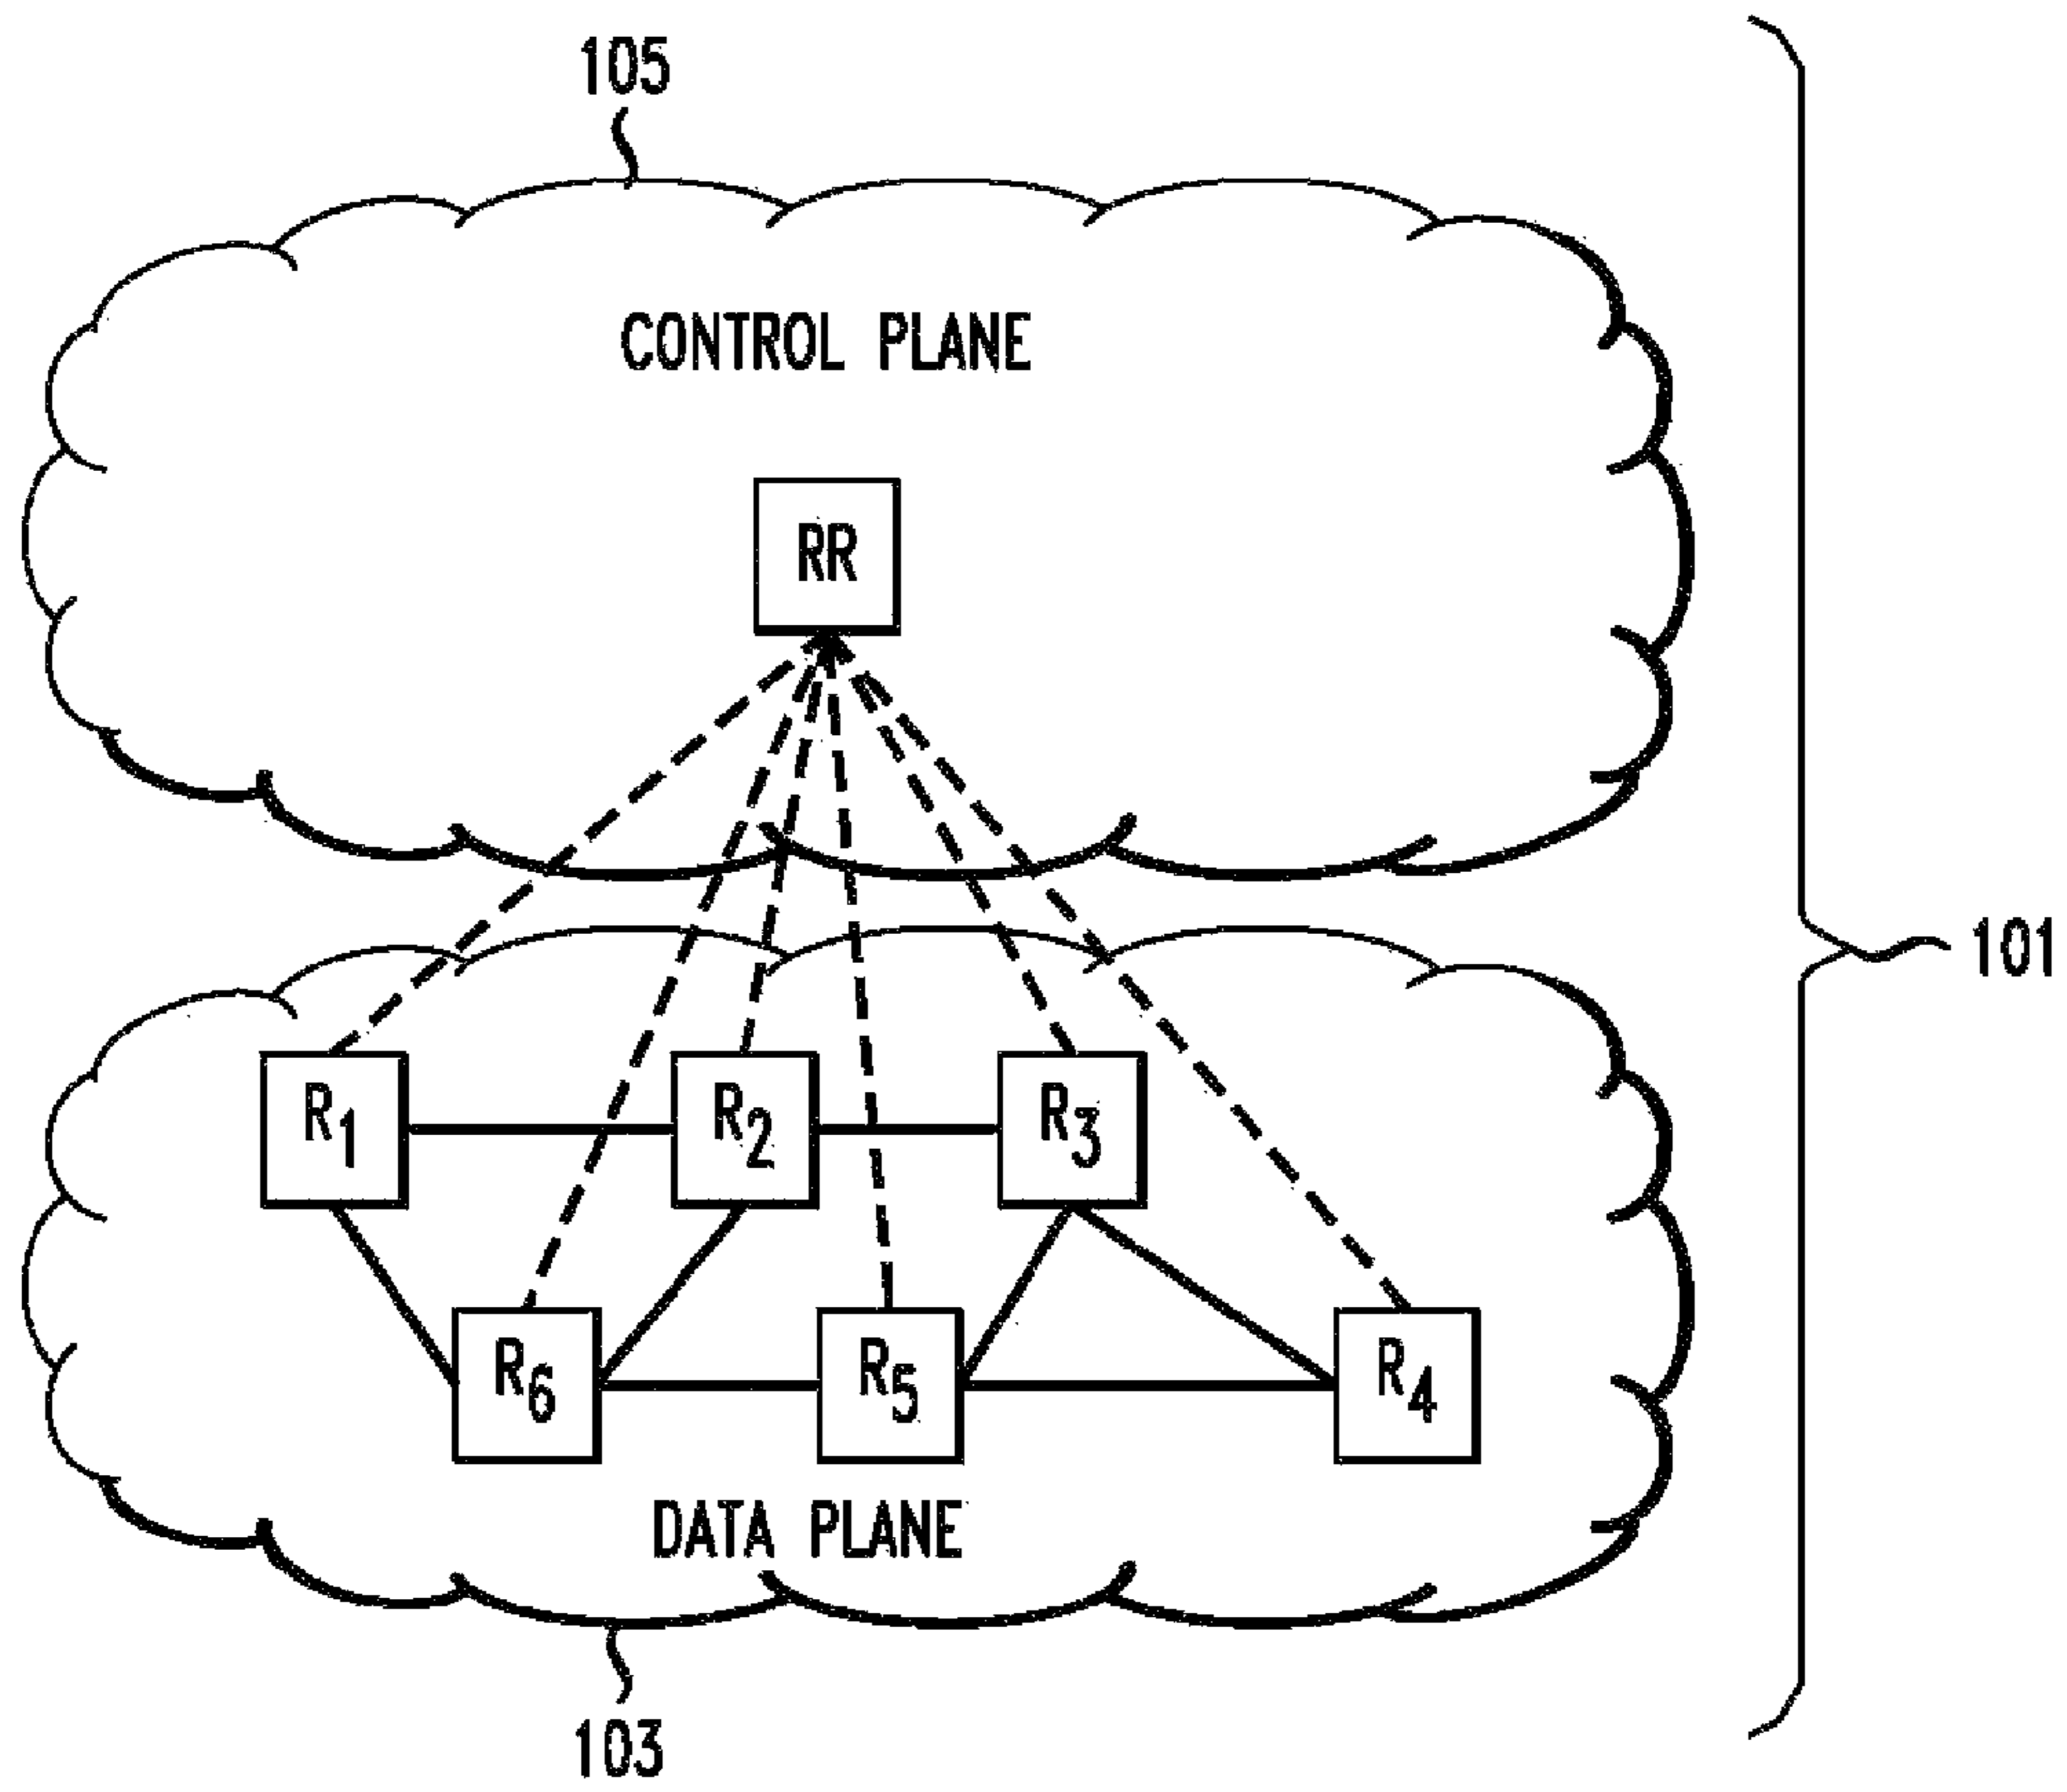 105
CONTROL PLANE
RR
101
R1 R2 R3
R6 R5 R4
DATA PLANE
103